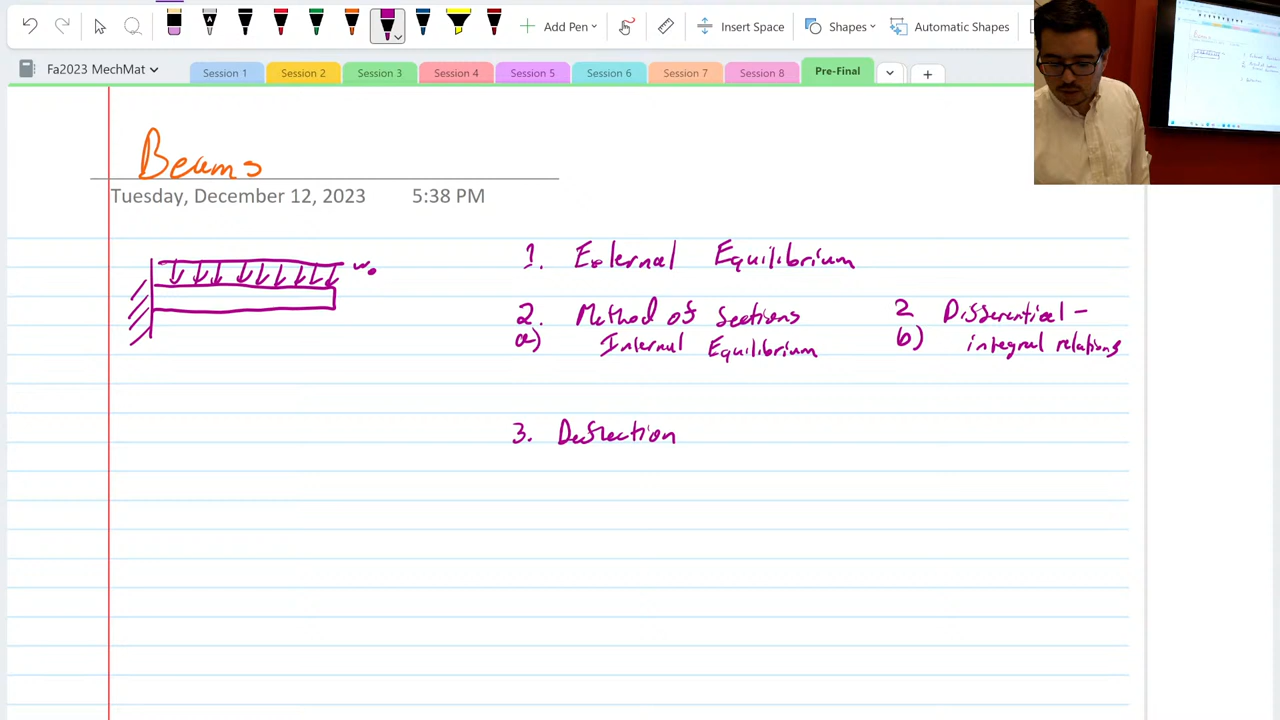 Add Pen
Insert Space
Shapes
Automatic Shapes
Fa2023 MechMat
Session 1
Session 2
Session 3
Session 4
Session 5
Session 6
Session 7
Session 8
Pre-Final
Beams
Tuesday, December 12, 2023 5:38 PM
w₀
1. External Equilibrium
2. Method of Sections
a) Internal Equilibrium
2 Differential -
b) integral relations
3. Deflection